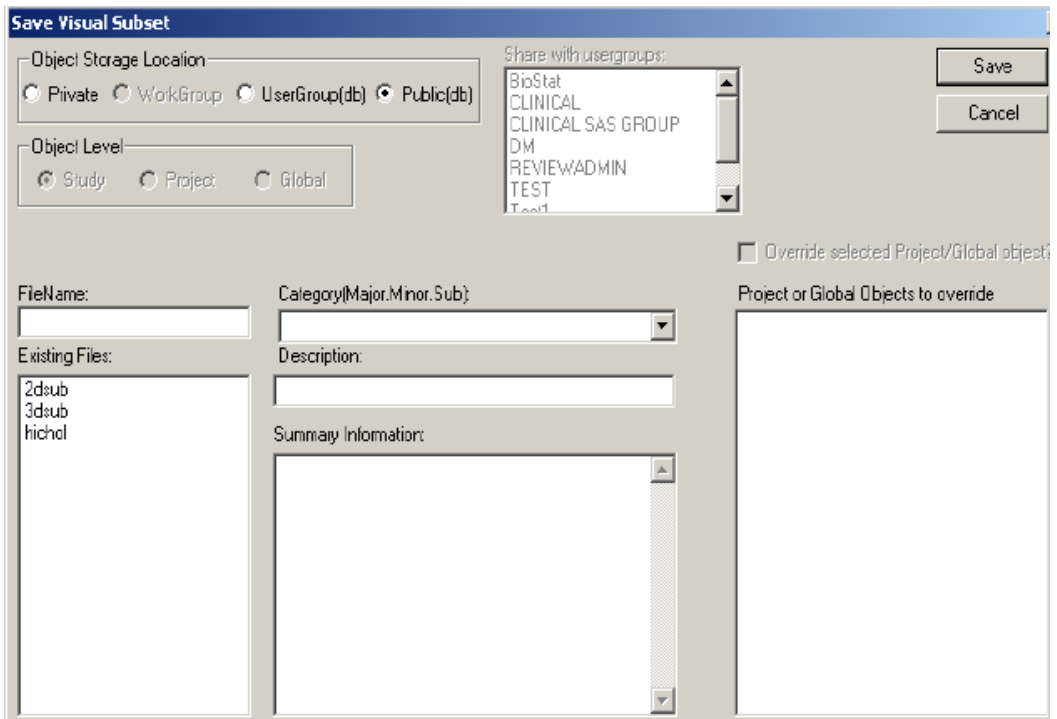 Save Visual Subset
Object Storage Location
Private WorkGroup UserGroup(db) Public(db)
Object Level
Study Project Global
Share with usergroups:
BioStat
CLINICAL
CLINICAL SAS GROUP
DM
REVIEWADMIN
TEST
Test1
Save
Cancel
Override selected Project/Global object?
FileName:
Existing Files:
2dsub
3dsub
hichol
Category(Major.Minor.Sub):
Description:
Summary Information:
Project or Global Objects to override